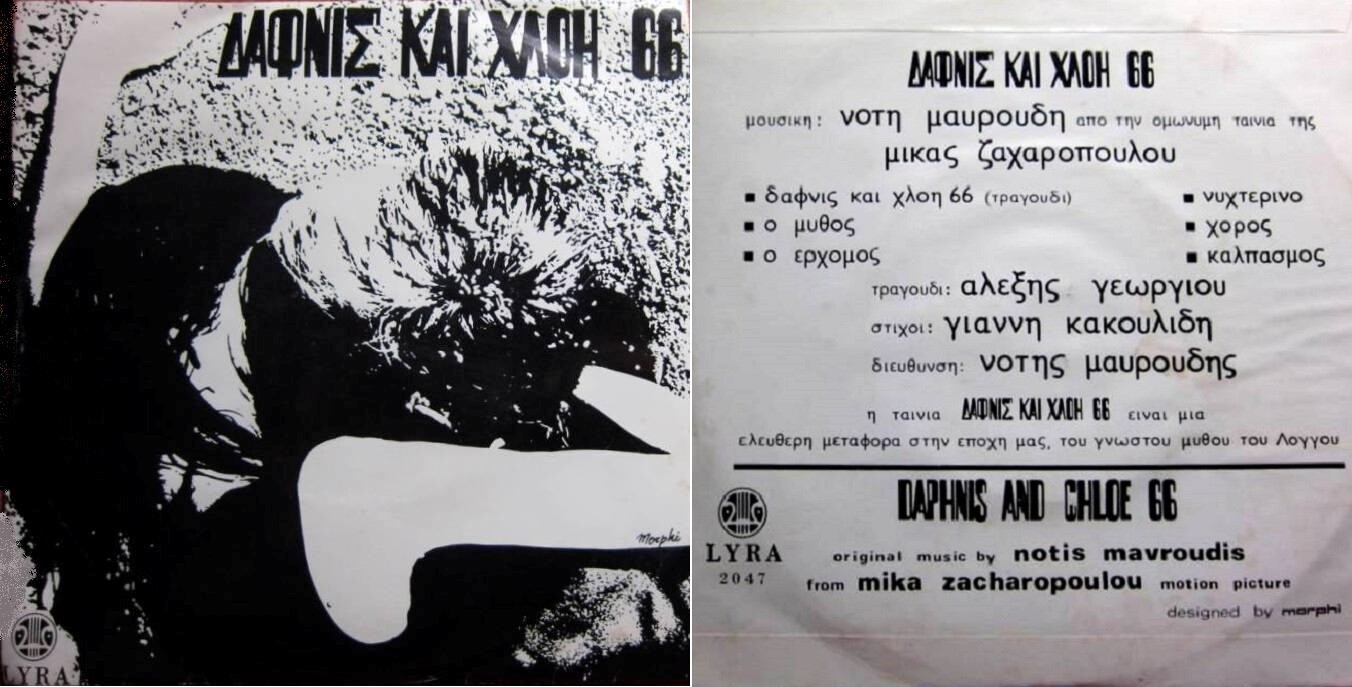 ΔΑΦΝΙΣ ΚΑΙ ΧΛΟΗ 66
Morphi
LYRA
ΔΑΦΝΙΣ ΚΑΙ ΧΛΟΗ 66
μουσικη: νοτη μαυρουδη απο την ομωνυμη ταινια της
μικας ζαχαροπουλου
▪ δαφνις και χλοη 66 (τραγουδι)
▪ ο μυθος
▪ ο ερχομος
▪ νυχτερινο
▪ χορος
▪ καλπασμος
τραγουδι: αλεξης γεωργιου
στιχοι: γιαννη κακουλιδη
διευθυνση: νοτης μαυρουδης
η ταινια ΔΑΦΝΙΣ ΚΑΙ ΧΛΟΗ 66 ειναι μια
ελευθερη μεταφορα στην εποχη μας, του γνωστου μυθου του Λογγου
DAPHNIS AND CHLOE 66
LYRA
2047
original music by notis mavroudis
from mika zacharopoulou motion picture
designed by morphi